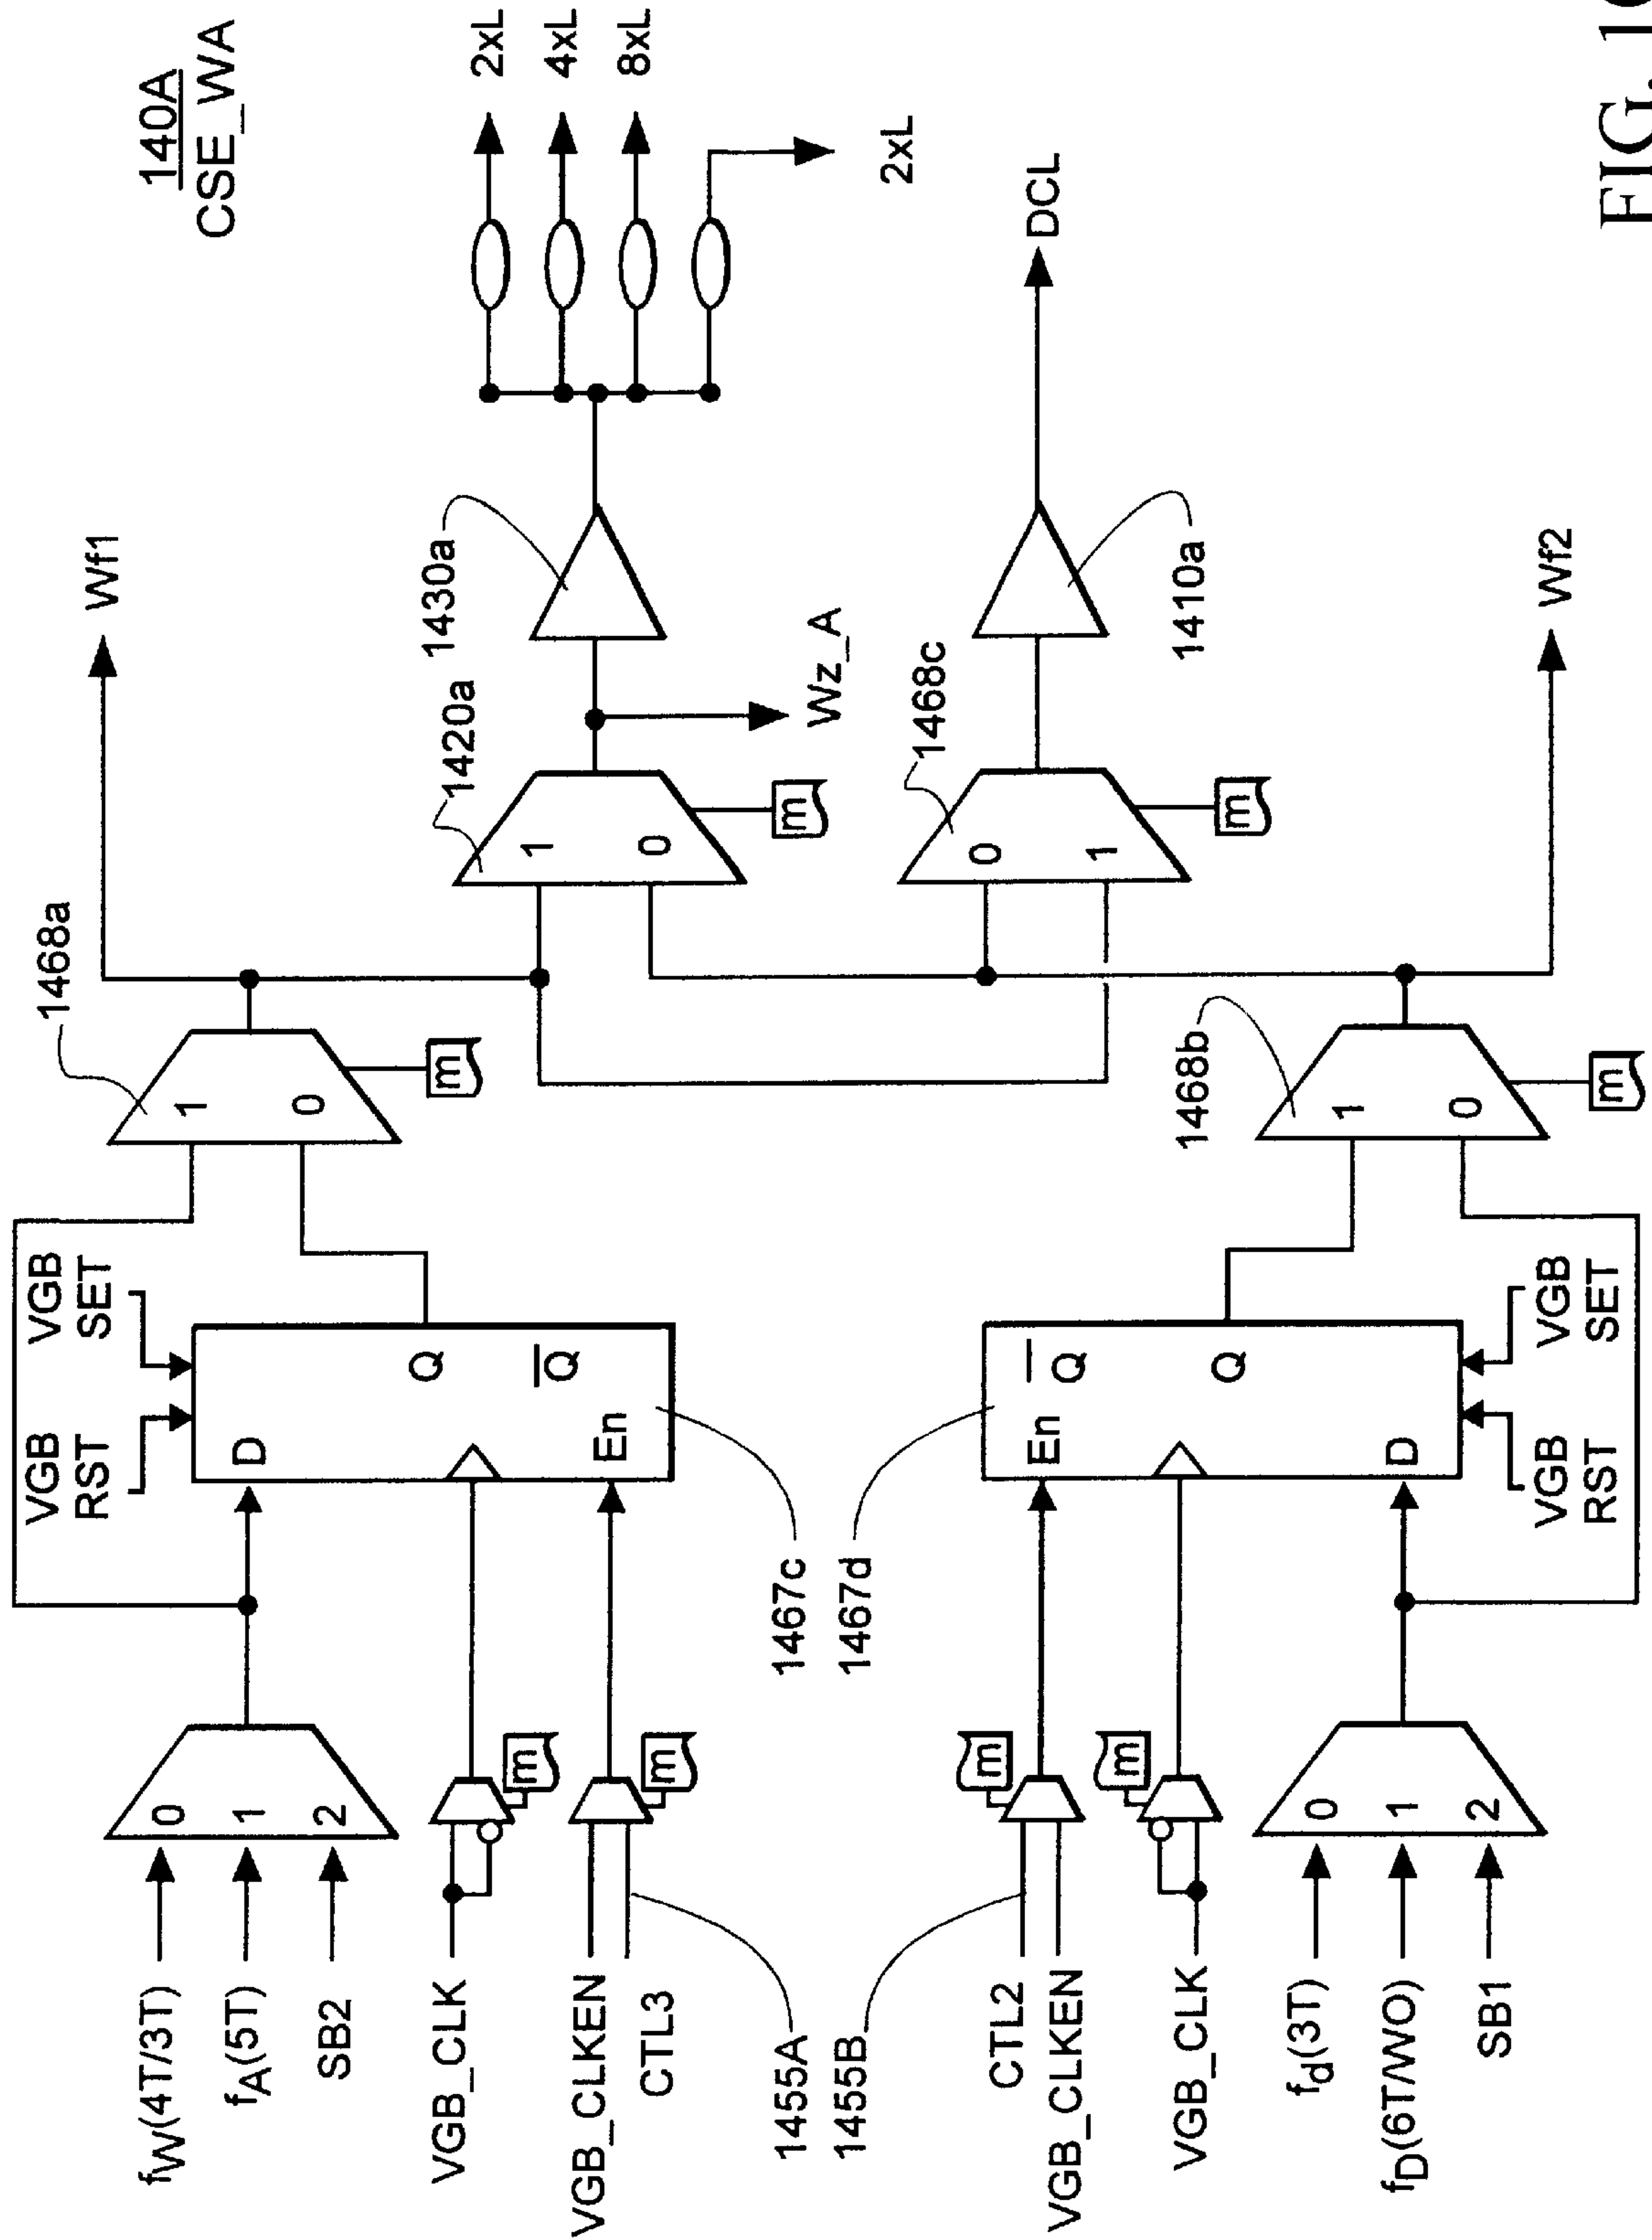 140A
CSE_WA
Wf1
2xL
4xL
8xL
2xL
1430a
1420a
Wz_A
1468a
1
0
m
1
0
m
VGB
RST
VGB
SET
D
Q
Q
En
1467c
0
1
2
fW(4T/3T)
fA(5T)
SB2
VGB_CLK
m
VGB_CLKEN
CTL3
m
1455A
1455B
CTL2
VGB_CLKEN
m
VGB_CLK
m
fd(3T)
fD(6T/WO)
SB1
0
1
2
1467d
En
Q
Q
D
VGB
RST
VGB
SET
1468b
1
0
m
1468c
0
1
m
1410a
DCL
Wf2